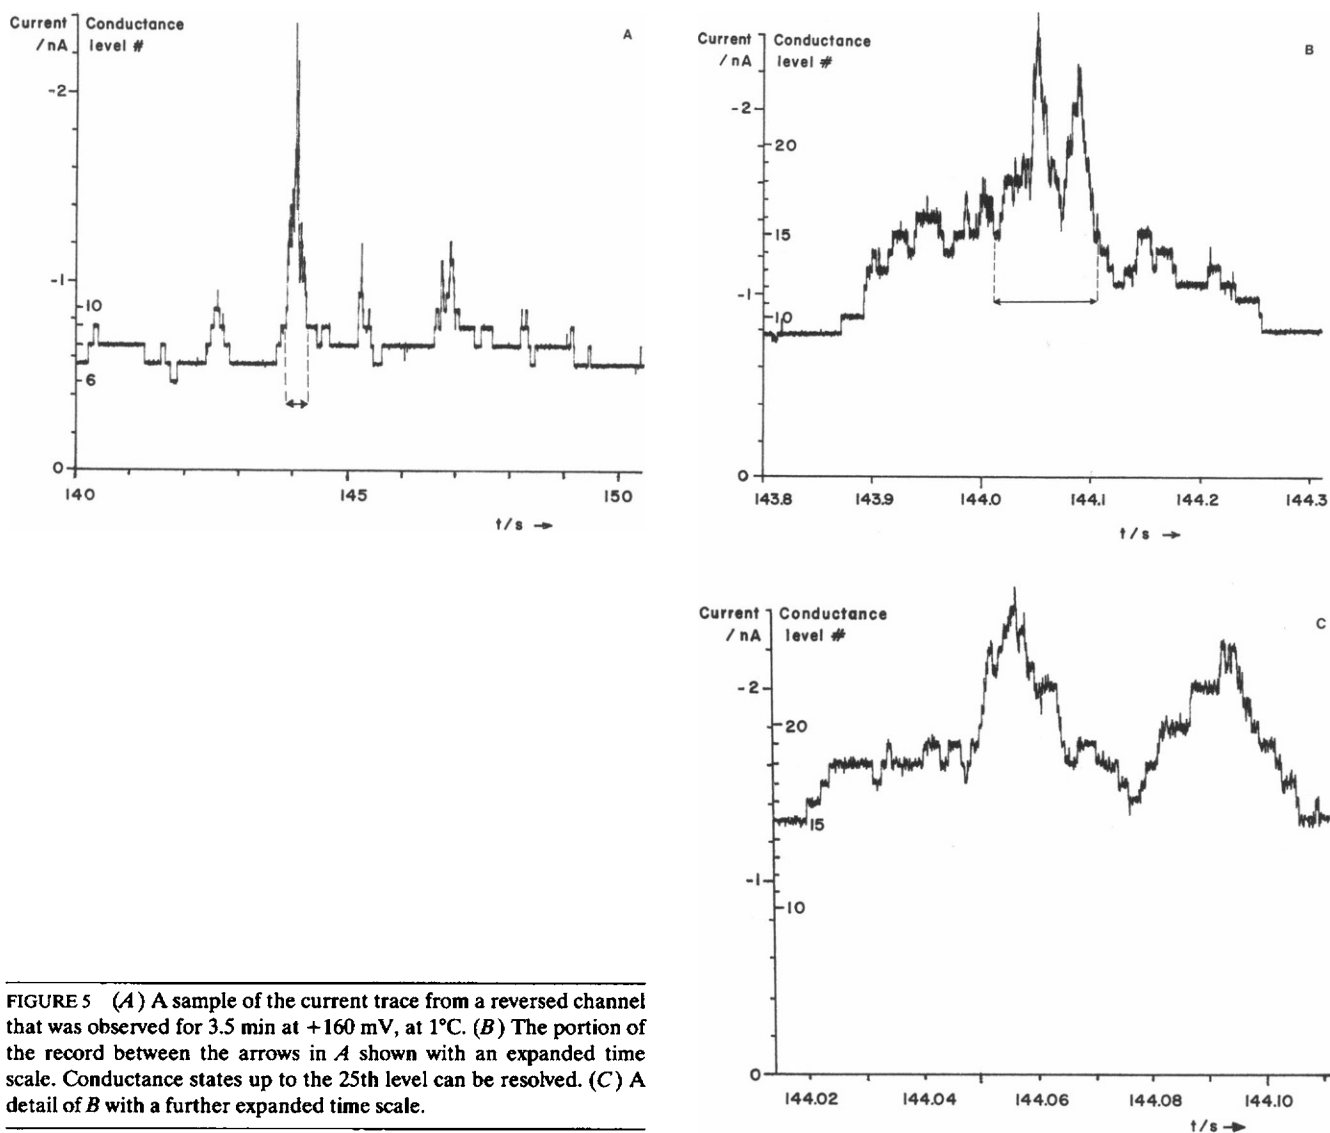 Current Conductance
/nA level #
A
-2
-1
10
6
0
140 145 150
t/s →
Current Conductance
/nA level #
B
-2
20
15
-1
10
0
143.8 143.9 144.0 144.1 144.2 144.3
t/s →
Current Conductance
/nA level #
C
-2
20
15
-1
10
0
144.02 144.04 144.06 144.08 144.10
t/s →
FIGURE 5 (A) A sample of the current trace from a reversed channel
that was observed for 3.5 min at +160 mV, at 1°C. (B) The portion of
the record between the arrows in A shown with an expanded time
scale. Conductance states up to the 25th level can be resolved. (C) A
detail of B with a further expanded time scale.